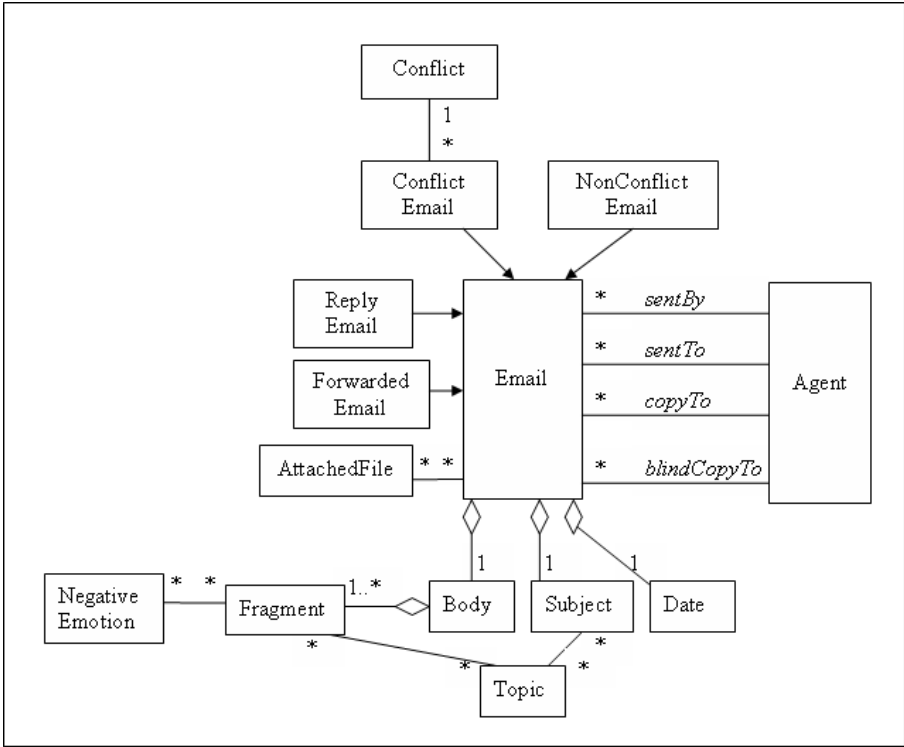 Conflict
1
*
Conflict
Email
NonConflict
Email
Reply
Email
* sentBy
* sentTo
Email
Agent
Forwarded
Email
* copyTo
AttachedFile
* *
* blindCopyTo
1
1
1
Negative
Emotion
* *
Fragment
1..*
Body
Subject
Date
*
*
*
*
Topic